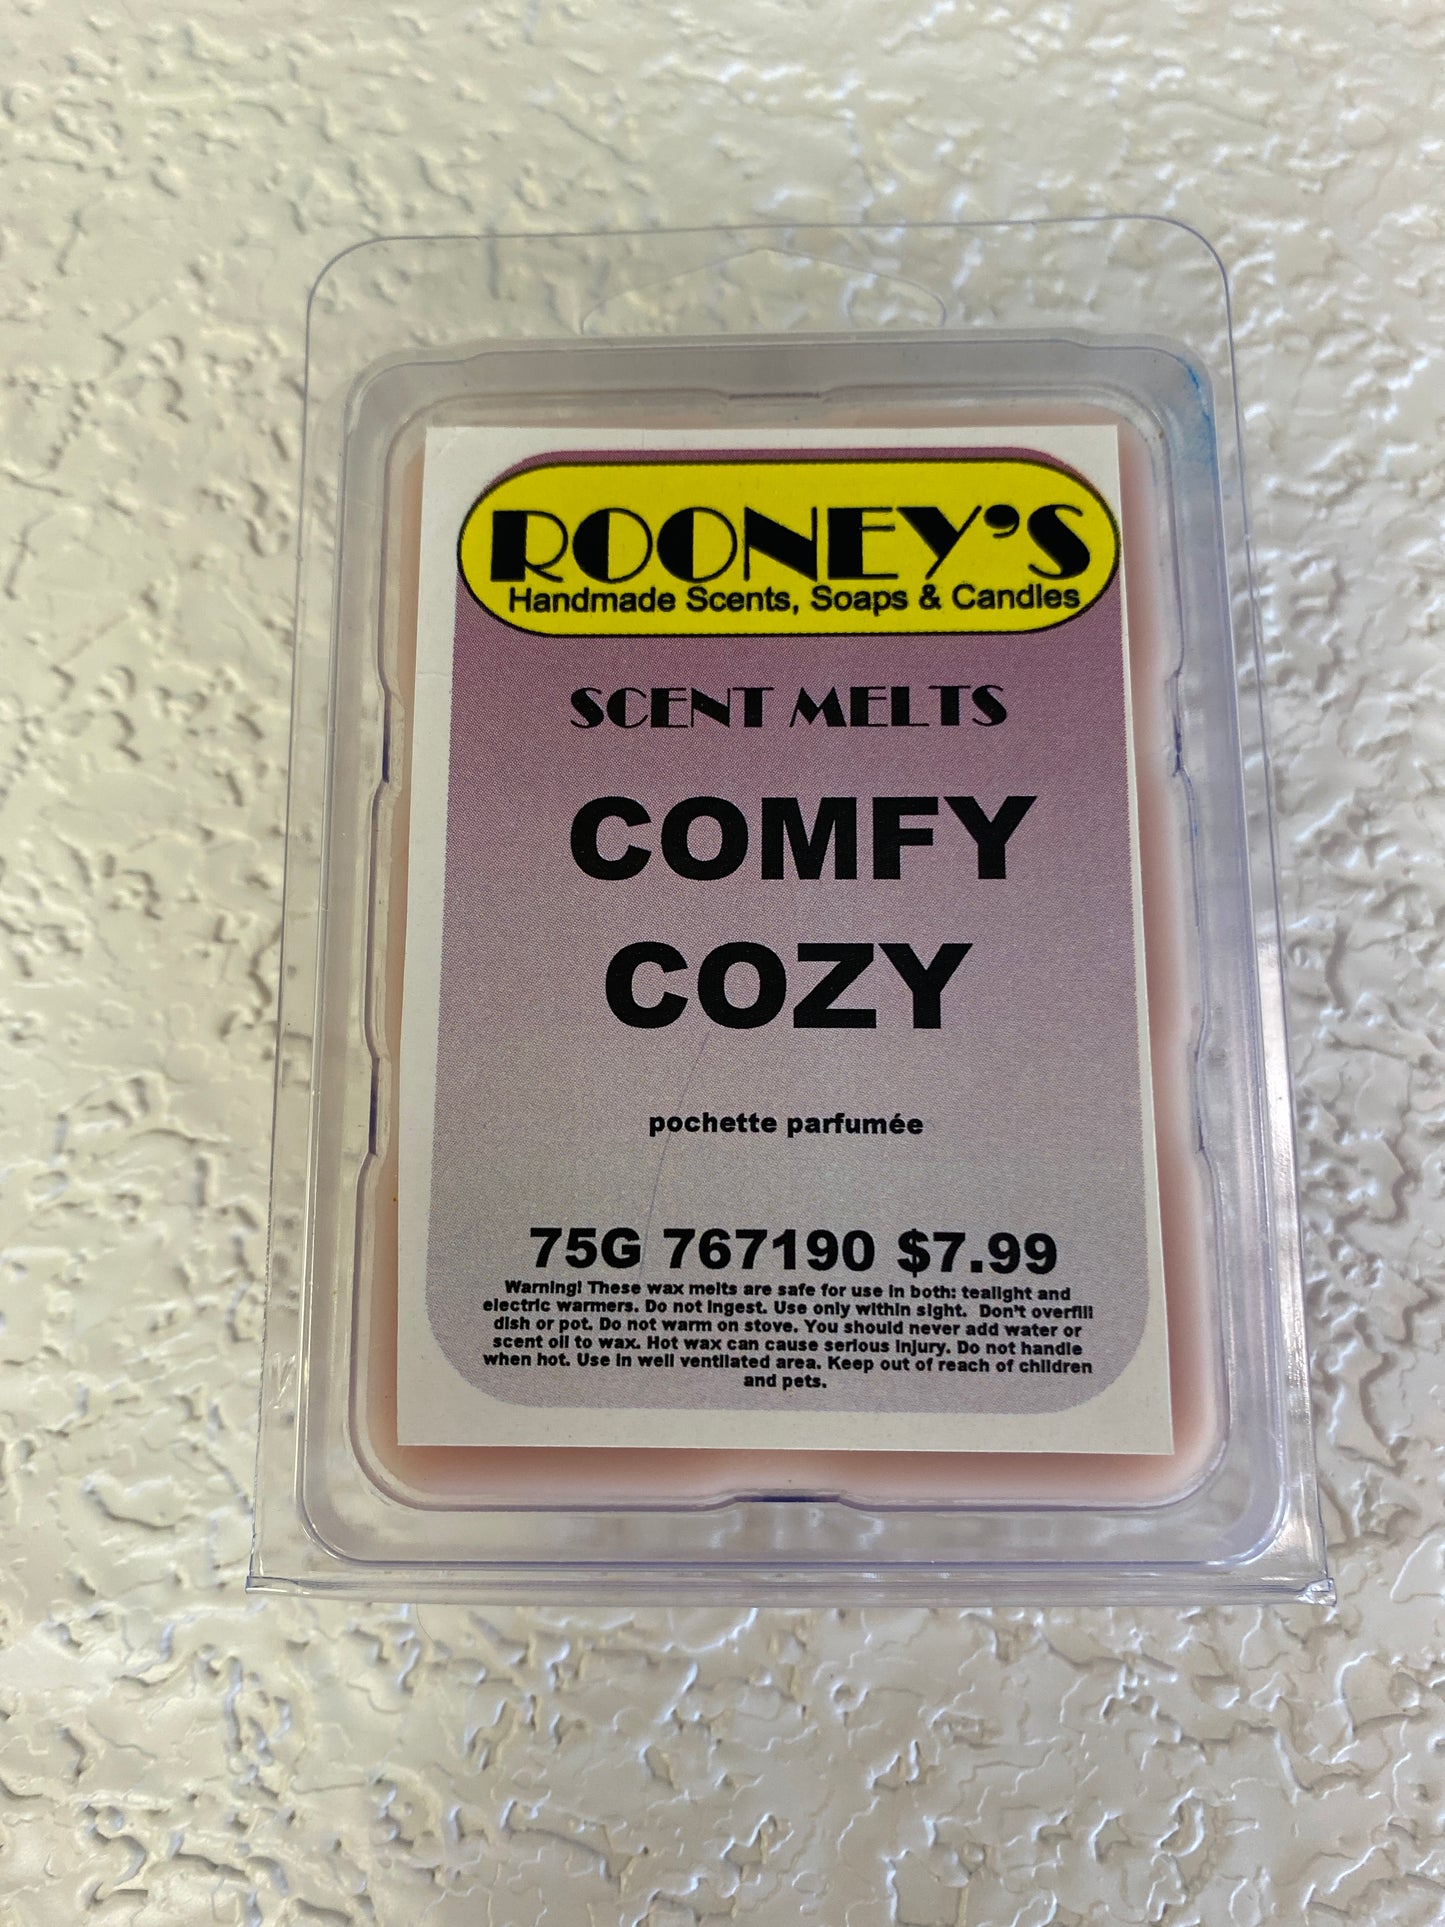 ROONEY'S
Handmade Scents, Soaps & Candles
SCENT MELTS
COMFY
COZY
pochette parfumée
75G 767190 $7.99
Warning! These wax melts are safe for use in both: tealight and
electric warmers. Do not ingest. Use only within sight. Don't overfill
dish or pot. Do not warm on stove. You should never add water or
scent oil to wax. Hot wax can cause serious injury. Do not handle
when hot. Use in well ventilated area. Keep out of reach of children
and pets.